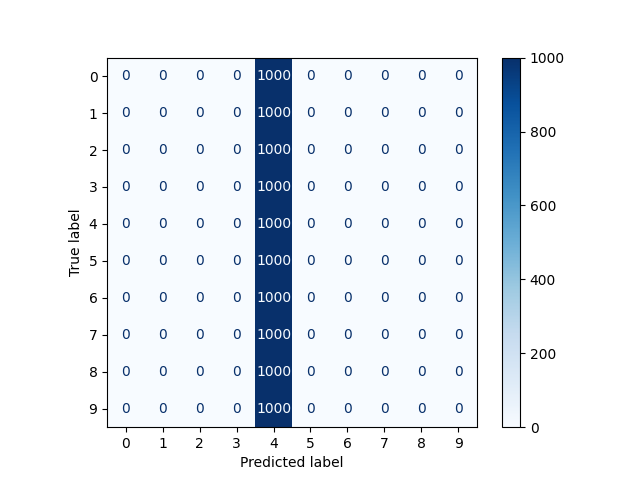 0 0 0 0 0 1000 0 0 0 0 0
1 0 0 0 0 1000 0 0 0 0 0
2 0 0 0 0 1000 0 0 0 0 0
3 0 0 0 0 1000 0 0 0 0 0
4 0 0 0 0 1000 0 0 0 0 0
5 0 0 0 0 1000 0 0 0 0 0
6 0 0 0 0 1000 0 0 0 0 0
7 0 0 0 0 1000 0 0 0 0 0
8 0 0 0 0 1000 0 0 0 0 0
9 0 0 0 0 1000 0 0 0 0 0
0 1 2 3 4 5 6 7 8 9
Predicted label
True label
1000
800
600
400
200
0